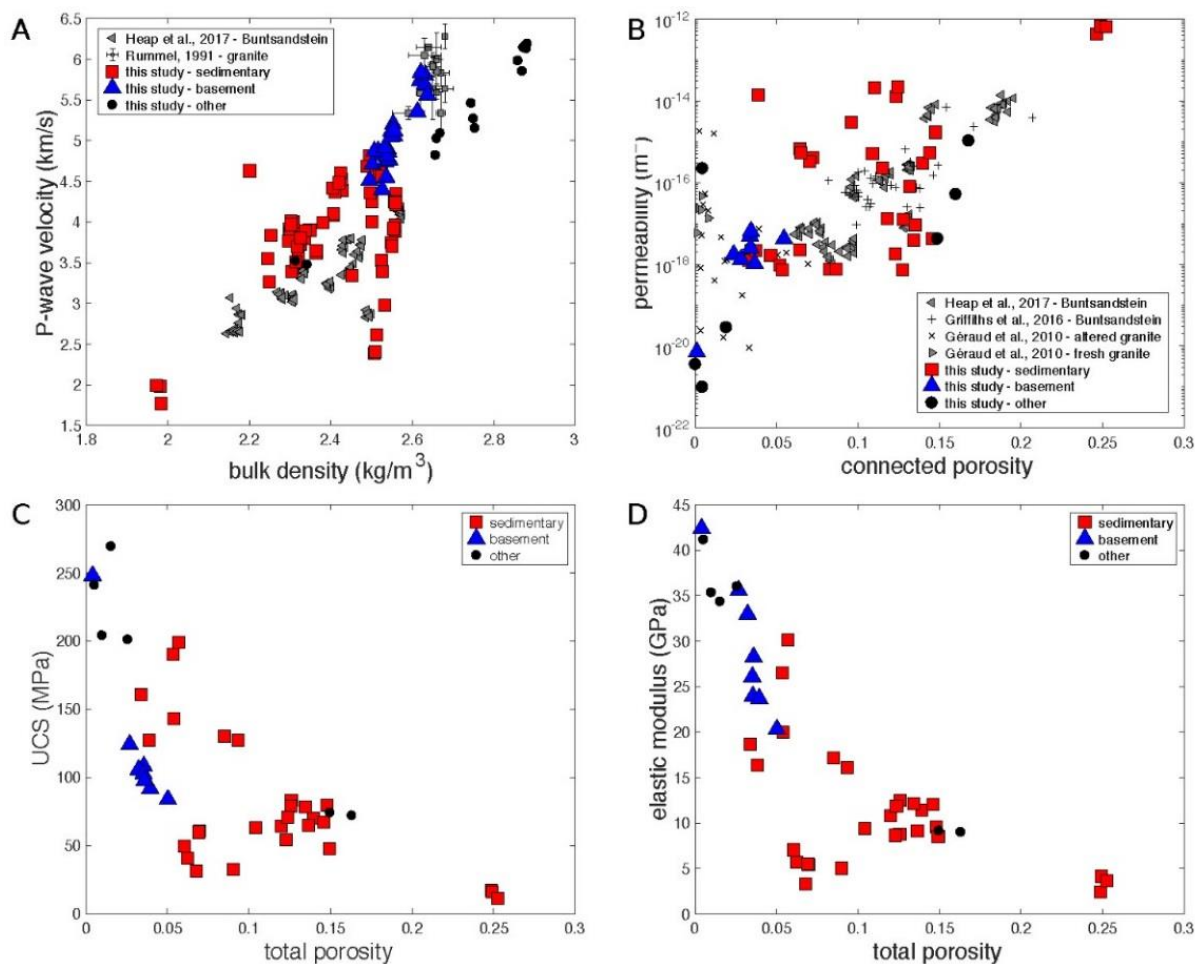 A
Heap et al., 2017 - Buntsandstein
Rummel, 1991 - granite
this study - sedimentary
this study - basement
this study - other
P-wave velocity (km/s)
6.5
6
5.5
5
4.5
4
3.5
3
2.5
2
1.5
1.8
2
2.2
2.4
2.6
2.8
3
bulk density (kg/m³)
B
permeability (m⁻
10⁻¹²
10⁻¹⁴
10⁻¹⁶
10⁻¹⁸
10⁻²⁰
10⁻²²
Heap et al., 2017 - Buntsandstein
Griffiths et al., 2016 - Buntsandstein
Géraud et al., 2010 - altered granite
Géraud et al., 2010 - fresh granite
this study - sedimentary
this study - basement
this study - other
0
0.05
0.1
0.15
0.2
0.25
0.3
connected porosity
C
UCS (MPa)
300
250
200
150
100
50
0
sedimentary
basement
other
0
0.05
0.1
0.15
0.2
0.25
0.3
total porosity
D
elastic modulus (GPa)
45
40
35
30
25
20
15
10
5
0
sedimentary
basement
other
0
0.05
0.1
0.15
0.2
0.25
0.3
total porosity